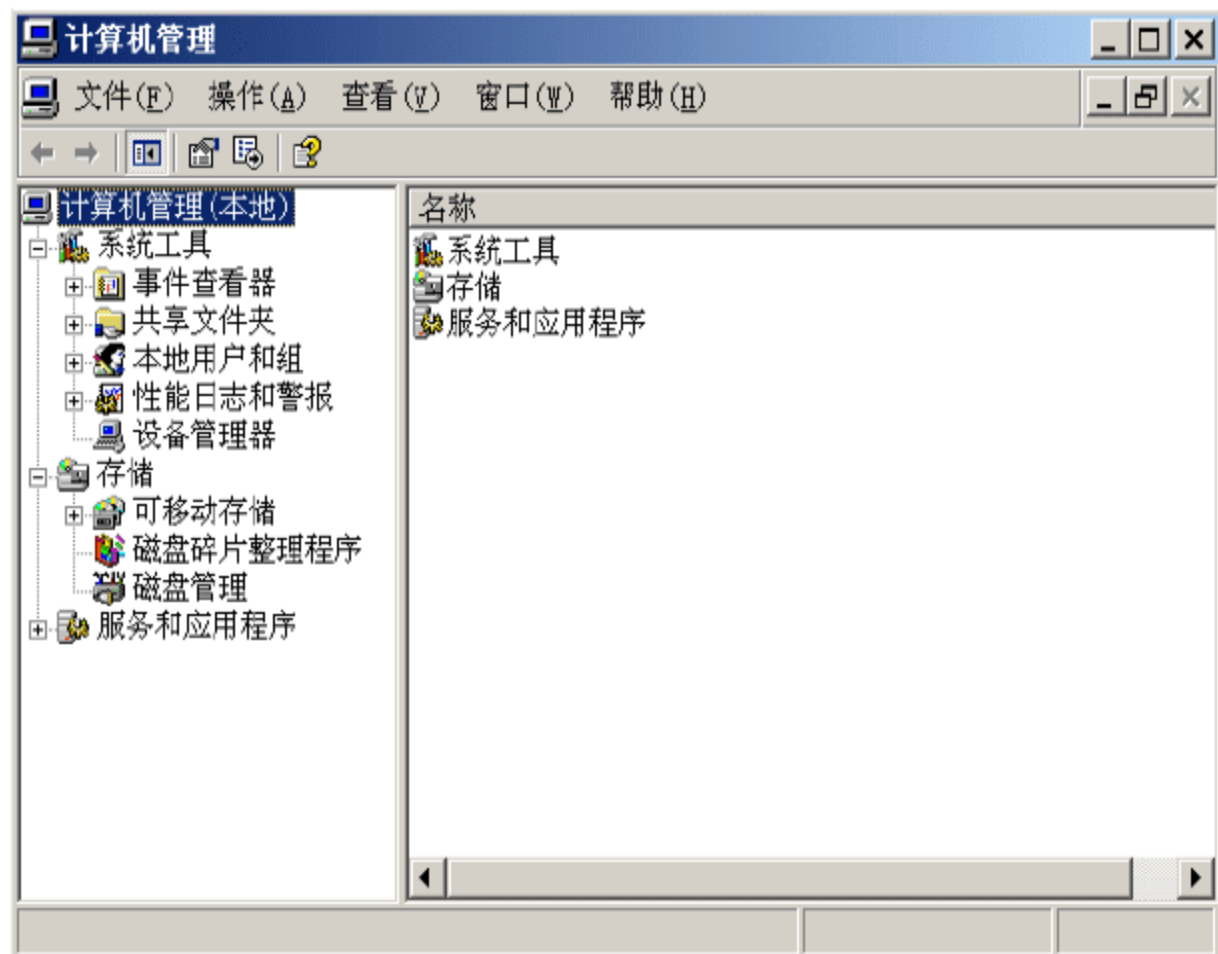 计算机管理
文件(F) 操作(A) 查看(V) 窗口(W) 帮助(H)
计算机管理(本地)
系统工具
事件查看器
共享文件夹
本地用户和组
性能日志和警报
设备管理器
存储
可移动存储
磁盘碎片整理程序
磁盘管理
服务和应用程序
名称
系统工具
存储
服务和应用程序